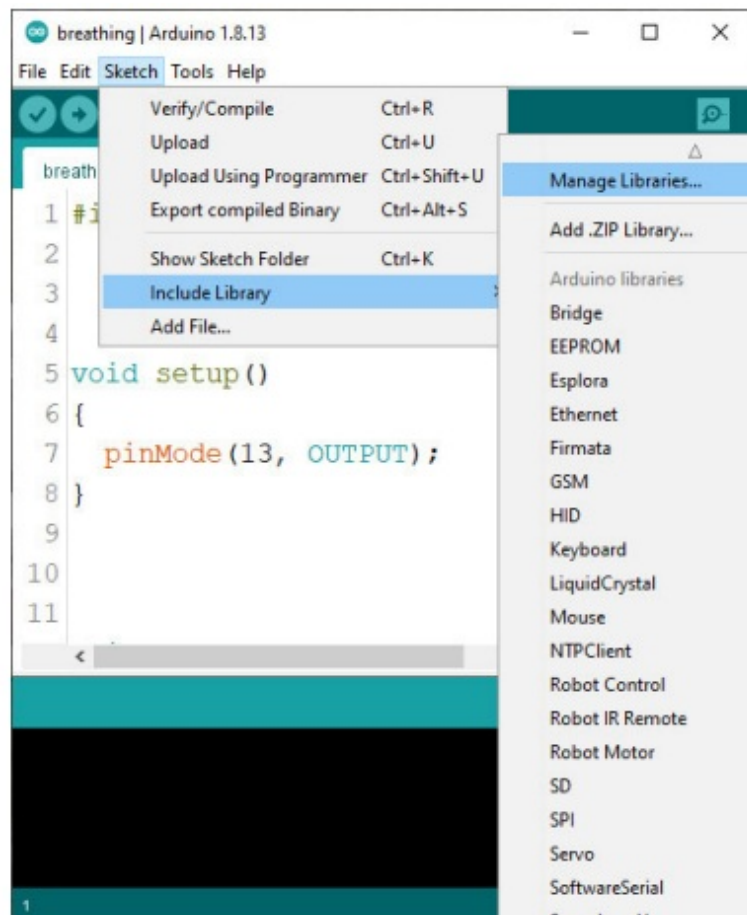 breathing | Arduino 1.8.13
File Edit Sketch Tools Help
Verify/Compile Ctrl+R
Upload Ctrl+U
Upload Using Programmer Ctrl+Shift+U
Export compiled Binary Ctrl+Alt+S
Show Sketch Folder Ctrl+K
Include Library
Add File...
Manage Libraries...
Add .ZIP Library...
Arduino libraries
Bridge
EEPROM
Esplora
Ethernet
Firmata
GSM
HID
Keyboard
LiquidCrystal
Mouse
NTPClient
Robot Control
Robot IR Remote
Robot Motor
SD
SPI
Servo
SoftwareSerial
breath
1 #i
2
3
4
5 void setup()
6 {
7 pinMode(13, OUTPUT);
8 }
9
10
11
1